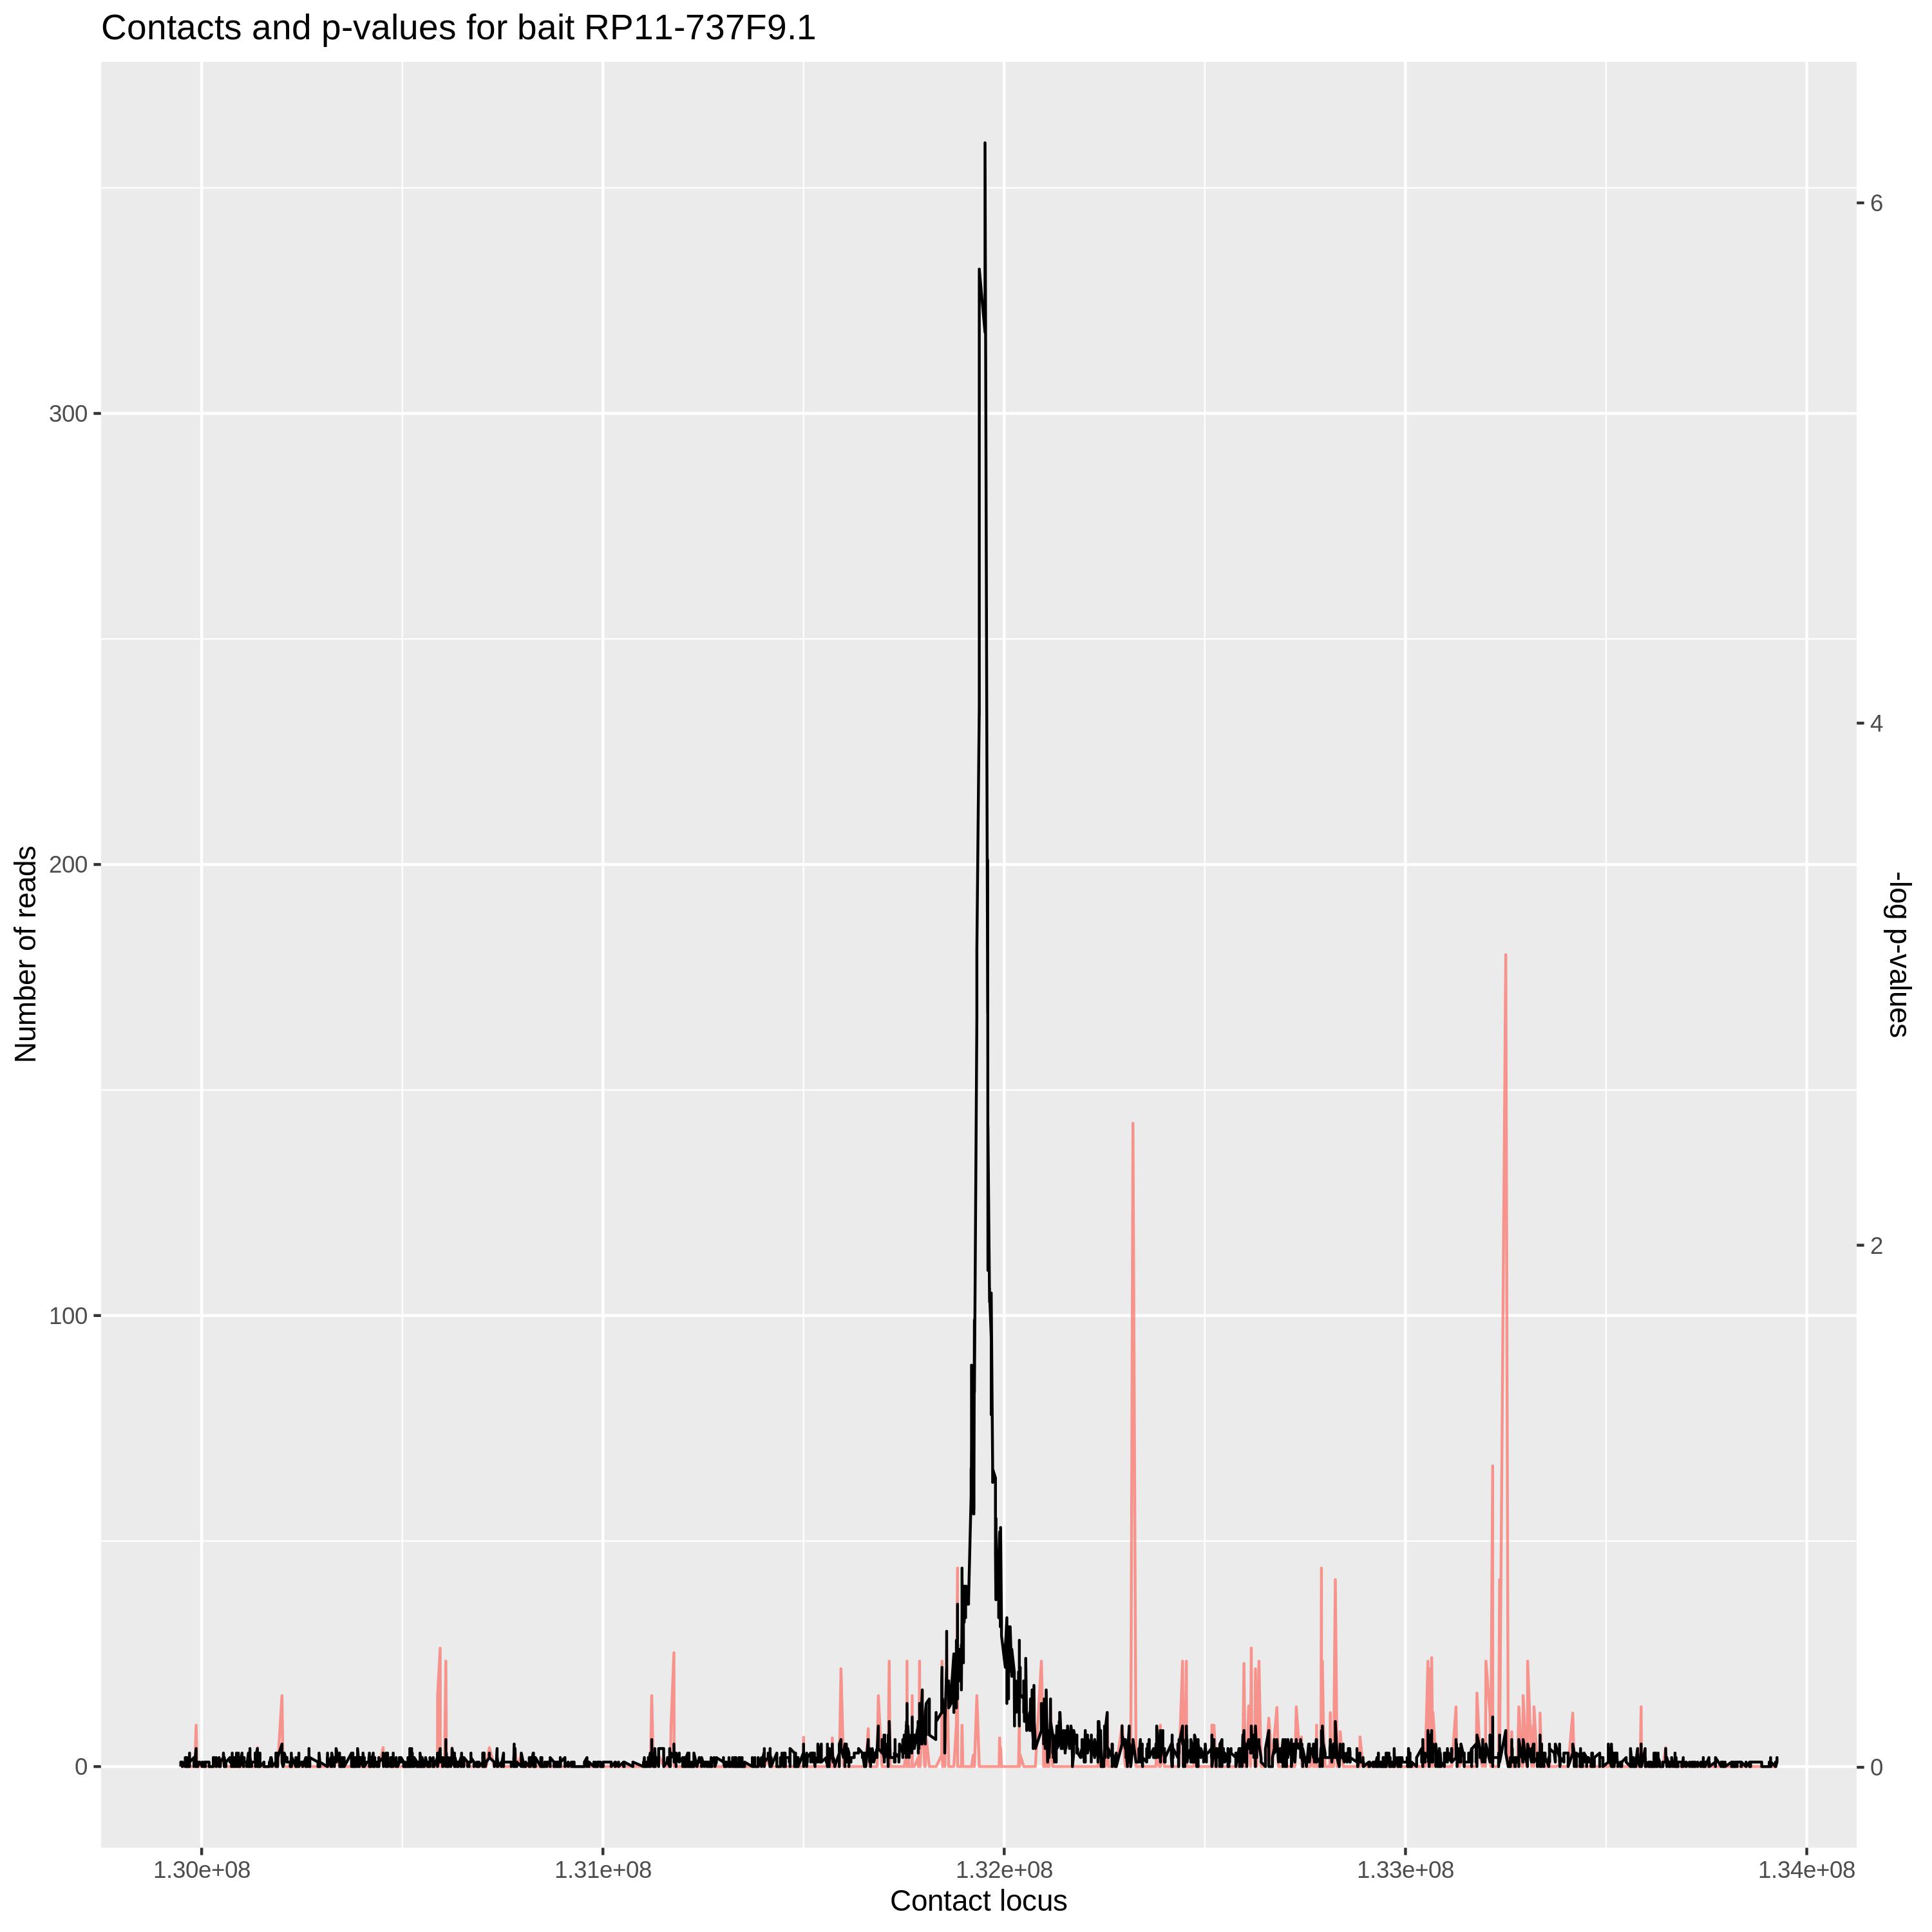 Contacts and p-values for bait RP11-737F9.1
Number of reads
300
200
100
0
6
4
2
0
-log p-values
1.30e+08
1.31e+08
1.32e+08
1.33e+08
1.34e+08
Contact locus